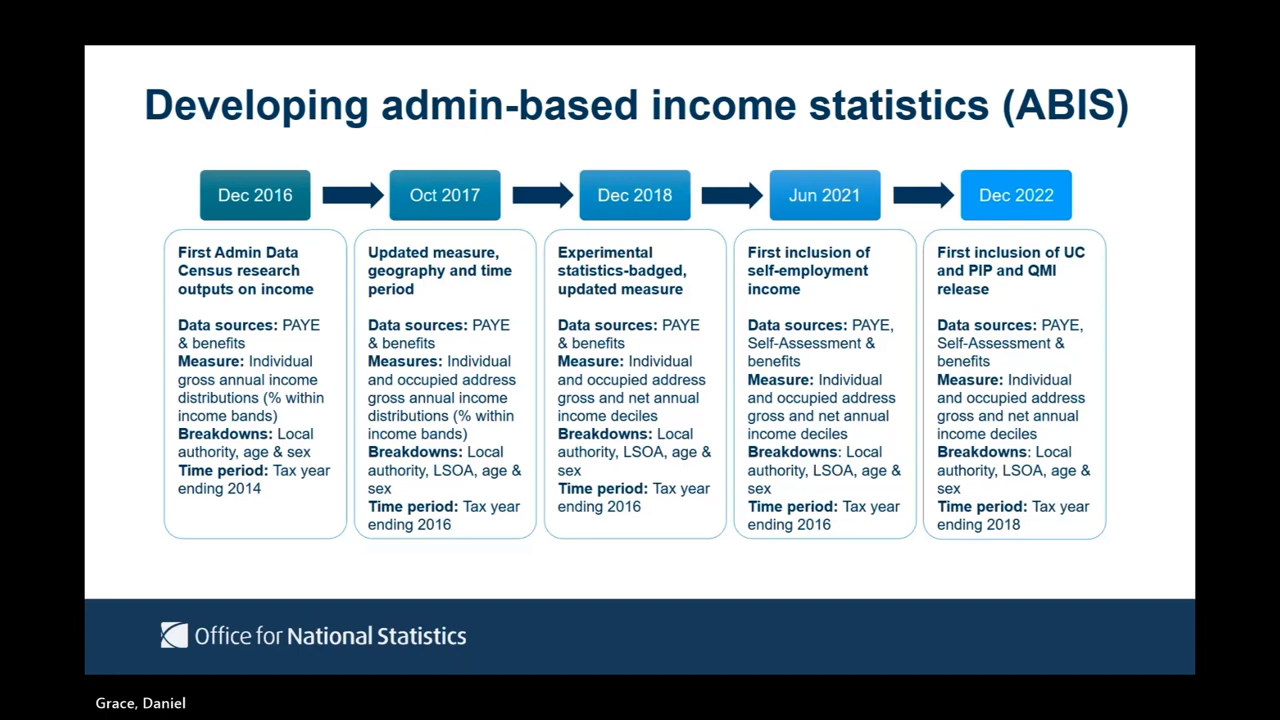 Developing admin-based income statistics (ABIS)
Dec 2016
Oct 2017
Dec 2018
Jun 2021
Dec 2022
First Admin Data
Census research
outputs on income
Data sources: PAYE
& benefits
Measure: Individual
gross annual income
distributions (% within
income bands)
Breakdowns: Local
authority, age & sex
Time period: Tax year
ending 2014
Updated measure,
geography and time
period
Data sources: PAYE
& benefits
Measures: Individual
and occupied address
gross annual income
distributions (% within
income bands)
Breakdowns: Local
authority, LSOA, age &
sex
Time period: Tax year
ending 2016
Experimental
statistics-badged,
updated measure
Data sources: PAYE
& benefits
Measure: Individual
and occupied address
gross and net annual
income deciles
Breakdowns: Local
authority, LSOA, age &
sex
Time period: Tax year
ending 2016
First inclusion of
self-employment
income
Data sources: PAYE,
Self-Assessment &
benefits
Measure: Individual
and occupied address
gross and net annual
income deciles
Breakdowns: Local
authority, LSOA, age &
sex
Time period: Tax year
ending 2016
First inclusion of UC
and PIP and QMI
release
Data sources: PAYE,
Self-Assessment &
benefits
Measure: Individual
and occupied address
gross and net annual
income deciles
Breakdowns: Local
authority, LSOA, age &
sex
Time period: Tax year
ending 2018
Office for National Statistics
Grace, Daniel